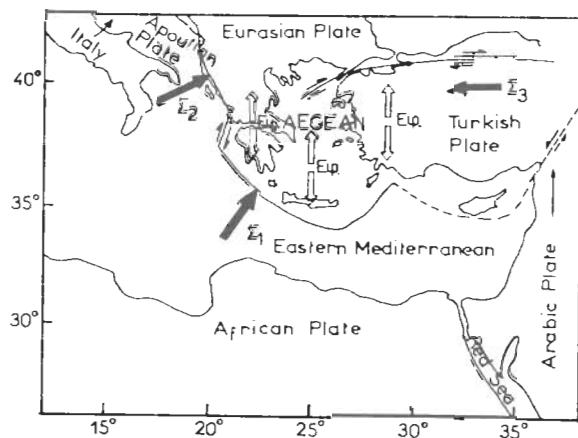 Italy
Apoulian
Plate
Eurasian Plate
40°
Σ2
AEGEAN
Eφ
Eφ
Σ3
Turkish
Plate
35°
Σ1
Eastern Mediterranean
30°
African Plate
Arabic Plate
Red Sea
15°
20°
25°
30°
35°